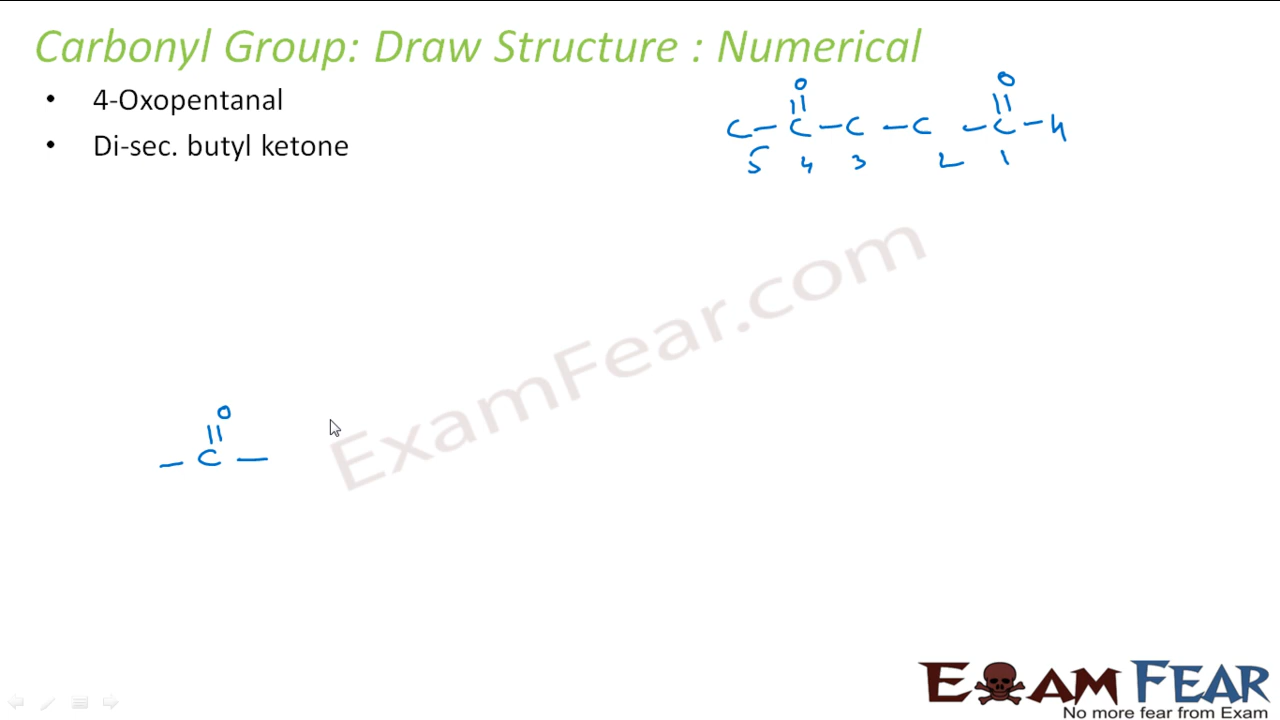 Carbonyl Group: Draw Structure : Numerical
• 4-Oxopentanal
• Di-sec. butyl ketone
O O
|| ||
C – C – C – C – C – H
5 4 3 2 1
ExamFear.com
O
||
– C –
EXAM FEAR
No more fear from Exam